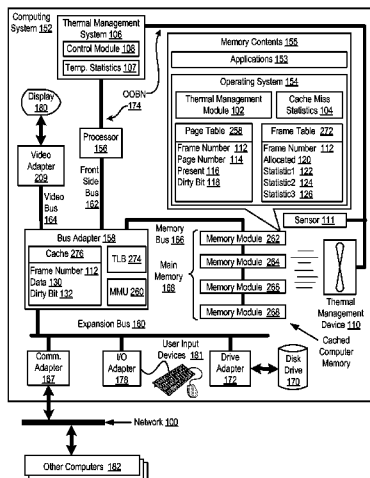 Computing
System 152
Thermal Management
System 106
Control Module 108
Temp. Statistics 107
OOBN
174
Display
180
Video
Adapter
209
Processor
156
Video
Bus
164
Front
Side
Bus
162
Memory Contents 155
Applications 153
Operating System 154
Thermal Management
Module 102
Cache Miss
Statistics 104
Page Table 258
Frame Number 112
Page Number 114
Present 116
Dirty Bit 118
Frame Table 272
Frame Number 112
Allocated 120
Statistic1 122
Statistic2 124
Statistic3 126
Sensor 111
Bus Adapter 158
Cache 276
Frame Number 112
Data 130
Dirty Bit 132
TLB 274
MMU 260
Memory
Bus 166
Main
Memory
168
Memory Module 262
Memory Module 264
Memory Module 266
Memory Module 268
Thermal
Management
Device 110
Cached
Computer
Memory
Expansion Bus 160
Comm.
Adapter
167
I/O
Adapter
178
User Input
Devices 181
Drive
Adapter
172
Disk
Drive
170
Network 100
Other Computers 182